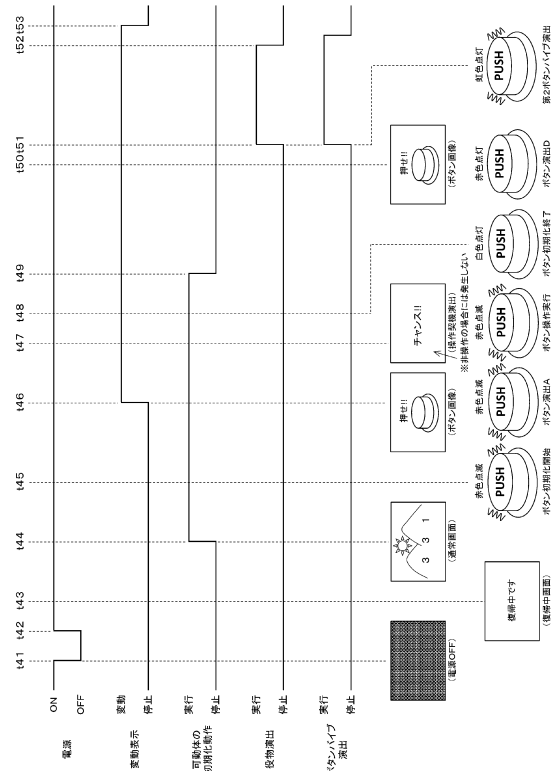 t41 t42 t43 t44 t45 t46 t47 t48 t49 t50 t51 t52 t53
電源
ON
OFF
変動表示
変動
停止
可動体の
初期化動作
実行
停止
役物演出
実行
停止
ボタンバイブ
演出
実行
停止
(電源OFF)
復帰中です
(復帰中画面)
3 3 1
(通常画面)
押せ!!
(ボタン画像)
チャンス!!
(操作契機演出)
※非操作の場合には発生しない
押せ!!
(ボタン画像)
赤色点滅
PUSH
ボタン初期化開始
赤色点滅
PUSH
ボタン演出A
赤色点滅
PUSH
ボタン操作実行
白色点灯
PUSH
ボタン初期化終了
赤色点灯
PUSH
ボタン演出D
虹色点灯
PUSH
第2ボタンバイブ演出